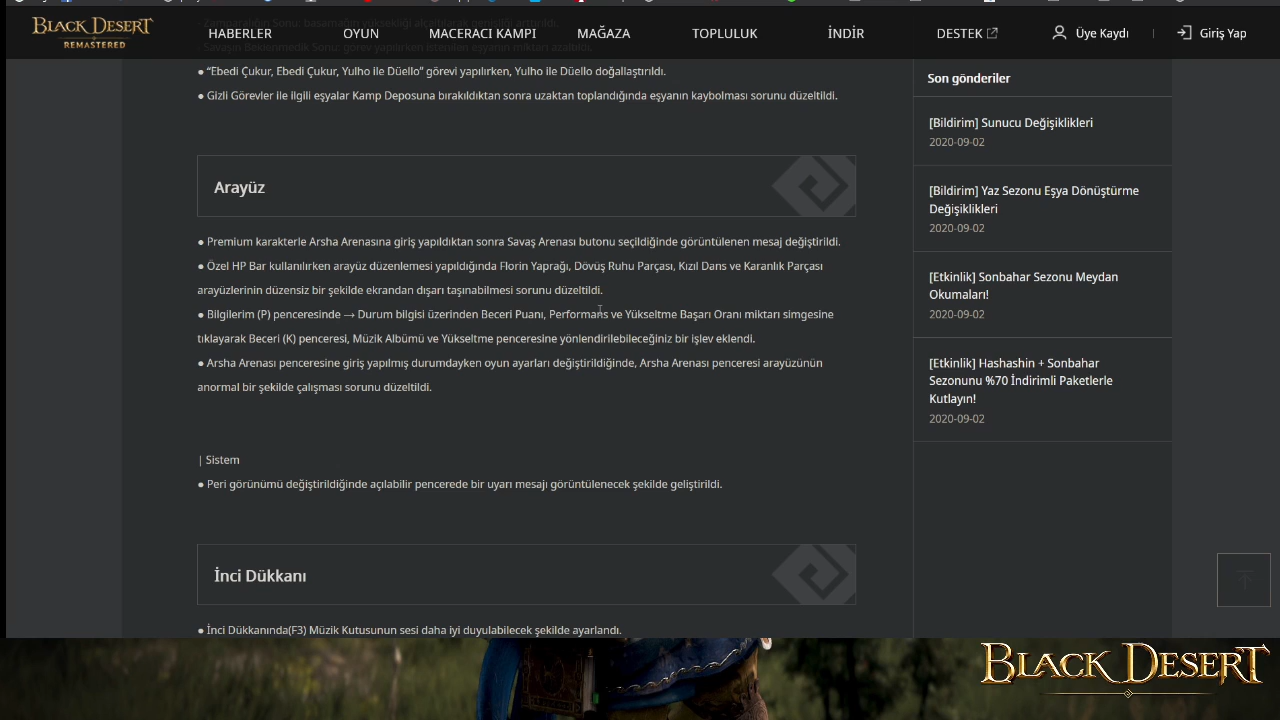 BLACK DESERT
REMASTERED
HABERLER
OYUN
MACERACI KAMPI
MAĞAZA
TOPLULUK
İNDİR
DESTEK
Üye Kaydı
Giriş Yap
- Zamparalığın Sonu: basamağın yüksekliği alçaltılarak genişliği arttırıldı.
● “Ebedi Çukur, Ebedi Çukur, Yulho ile Düello” görevi yapılırken, Yulho ile Düello doğallaştırıldı.
● Gizli Görevler ile ilgili eşyalar Kamp Deposuna bırakıldıktan sonra uzaktan toplandığında eşyanın kaybolması sorunu düzeltildi.
Arayüz
● Premium karakterle Arsha Arenasına giriş yapıldıktan sonra Savaş Arenası butonu seçildiğinde görüntülenen mesaj değiştirildi.
● Özel HP Bar kullanılırken arayüz düzenlemesi yapıldığında Florin Yaprağı, Dövüş Ruhu Parçası, Kızıl Dans ve Karanlık Parçası
arayüzlerinin düzensiz bir şekilde ekrandan dışarı taşınabilmesi sorunu düzeltildi.
● Bilgilerim (P) penceresinde → Durum bilgisi üzerinden Beceri Puanı, Performans ve Yükseltme Başarı Oranı miktarı simgesine
tıklayarak Beceri (K) penceresi, Müzik Albümü ve Yükseltme penceresine yönlendirilebileceğiniz bir işlev eklendi.
● Arsha Arenası penceresine giriş yapılmış durumdayken oyun ayarları değiştirildiğinde, Arsha Arenası penceresi arayüzünün
anormal bir şekilde çalışması sorunu düzeltildi.
| Sistem
● Peri görünümü değiştirildiğinde açılabilir pencerede bir uyarı mesajı görüntülenecek şekilde geliştirildi.
İnci Dükkanı
● İnci Dükkanında(F3) Müzik Kutusunun sesi daha iyi duyulabilecek şekilde ayarlandı.
Son gönderiler
[Bildirim] Sunucu Değişiklikleri
2020-09-02
[Bildirim] Yaz Sezonu Eşya Dönüştürme
Değişiklikleri
2020-09-02
[Etkinlik] Sonbahar Sezonu Meydan
Okumaları!
2020-09-02
[Etkinlik] Hashashin + Sonbahar
Sezonunu %70 İndirimli Paketlerle
Kutlayın!
2020-09-02
BLACK DESERT